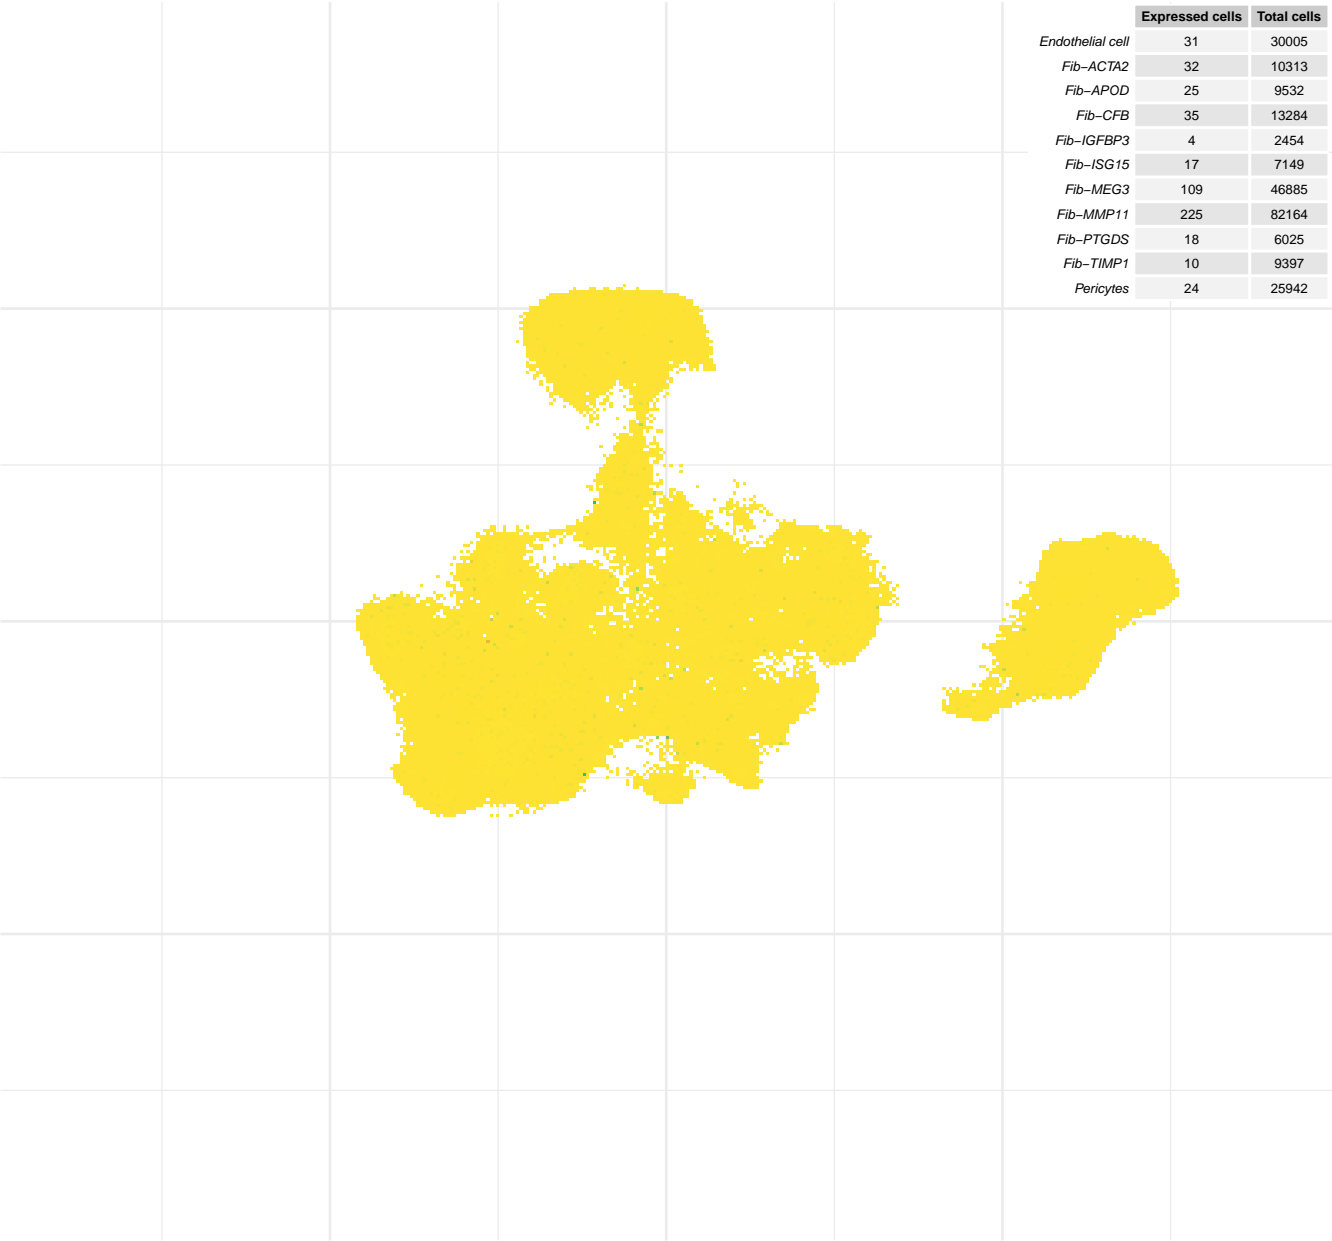 Expressed cells Total cells
Endothelial cell 31 30005
Fib−ACTA2 32 10313
Fib−APOD 25 9532
Fib−CFB 35 13284
Fib−IGFBP3 4 2454
Fib−ISG15 17 7149
Fib−MEG3 109 46885
Fib−MMP11 225 82164
Fib−PTGDS 18 6025
Fib−TIMP1 10 9397
Pericytes 24 25942